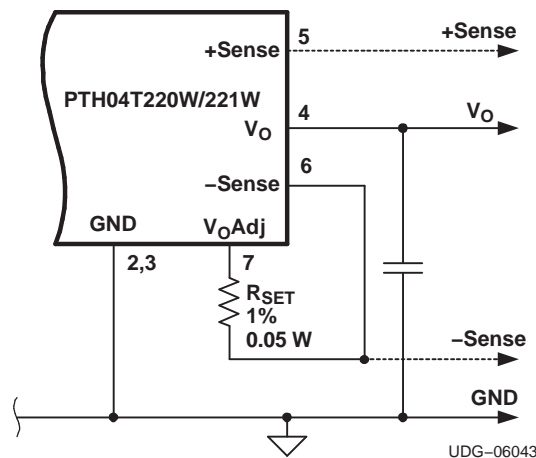 5
+Sense
+Sense
PTH04T220W/221W
4
VO
VO
6
–Sense
GND
VOAdj
2,3
7
RSET
1%
0.05 W
–Sense
GND
UDG–06043